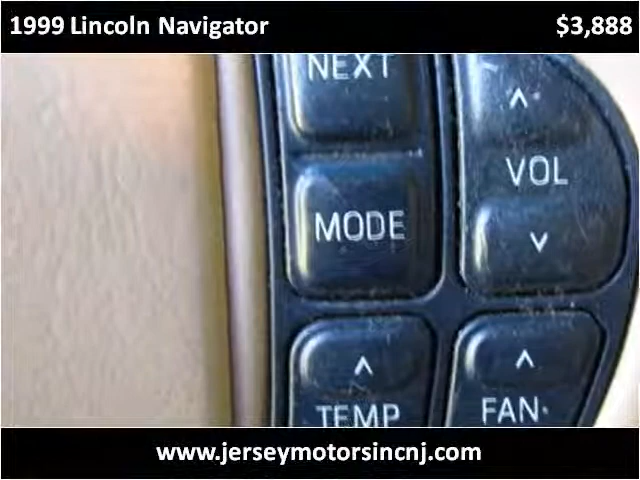 1999 Lincoln Navigator $3,888
NEXT
VOL
MODE
TEMP
FAN
www.jerseymotorsincnj.com